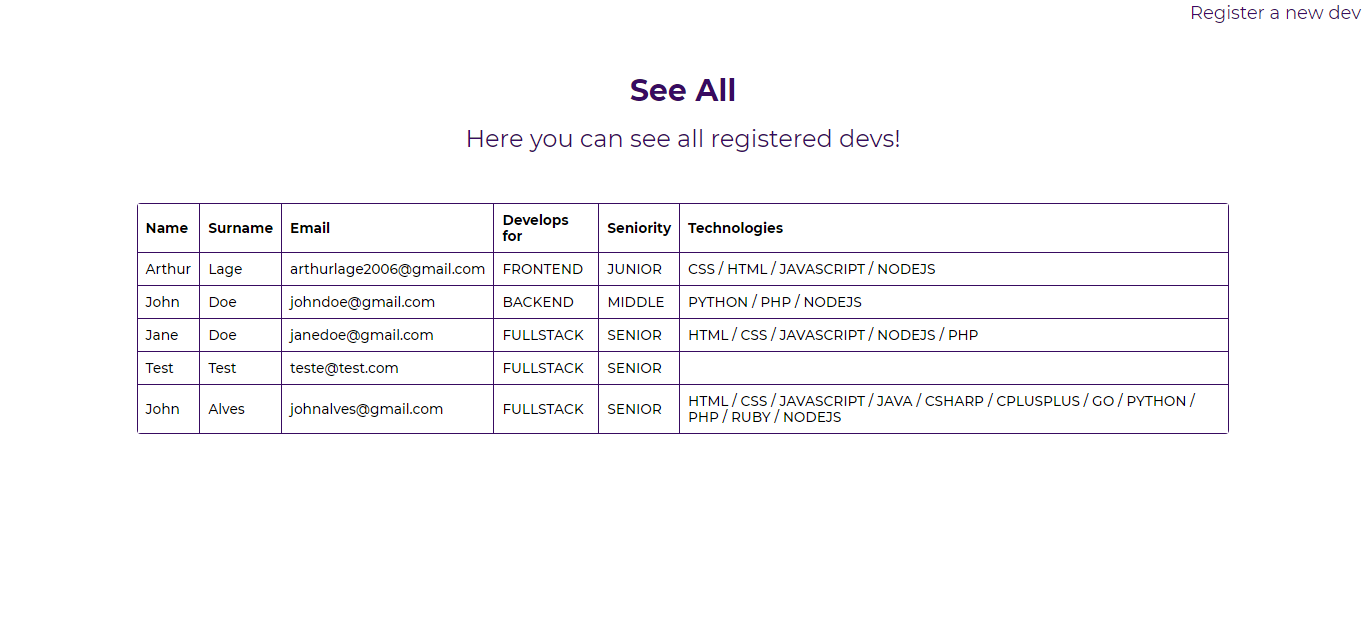 Register a new dev
See All
Here you can see all registered devs!
Name Surname Email Develops for Seniority Technologies
Arthur Lage arthurlage2006@gmail.com FRONTEND JUNIOR CSS / HTML / JAVASCRIPT / NODEJS
John Doe johndoe@gmail.com BACKEND MIDDLE PYTHON / PHP / NODEJS
Jane Doe janedoe@gmail.com FULLSTACK SENIOR HTML / CSS / JAVASCRIPT / NODEJS / PHP
Test Test teste@test.com FULLSTACK SENIOR
John Alves johnalves@gmail.com FULLSTACK SENIOR HTML / CSS / JAVASCRIPT / JAVA / CSHARP / CPLUSPLUS / GO / PYTHON /
PHP / RUBY / NODEJS